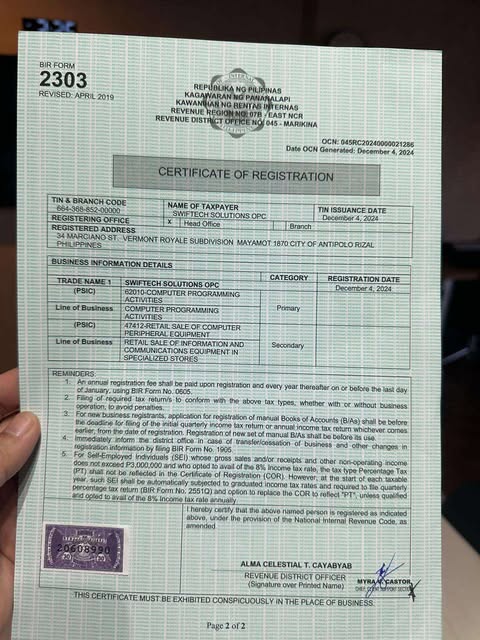 BIR FORM
2303
REVISED: APRIL 2019
REPUBLIKA NG PILIPINAS
KAGAWARAN NG PANANALAPI
KAWANIHAN NG RENTAS INTERNAS
REVENUE REGION NO. 07B - EAST NCR
REVENUE DISTRICT OFFICE NO. 045 - MARIKINA
OCN: 045RC20240000021286
Date OCN Generated: December 4, 2024
CERTIFICATE OF REGISTRATION
TIN & BRANCH CODE NAME OF TAXPAYER TIN ISSUANCE DATE
664-368-852-00000 SWIFTECH SOLUTIONS OPC December 4, 2024
REGISTERING OFFICE X Head Office Branch
REGISTERED ADDRESS
34 MARCIANO ST. VERMONT ROYALE SUBDIVISION MAYAMOT 1870 CITY OF ANTIPOLO RIZAL
PHILIPPINES
BUSINESS INFORMATION DETAILS
TRADE NAME 1 SWIFTECH SOLUTIONS OPC CATEGORY REGISTRATION DATE
(PSIC) 62010-COMPUTER PROGRAMMING ACTIVITIES Primary December 4, 2024
Line of Business COMPUTER PROGRAMMING ACTIVITIES
(PSIC) 47412-RETAIL SALE OF COMPUTER PERIPHERAL EQUIPMENT Secondary
Line of Business RETAIL SALE OF INFORMATION AND COMMUNICATIONS EQUIPMENT IN SPECIALIZED STORES
REMINDERS:
1. An annual registration fee shall be paid upon registration and every year thereafter on or before the last day
of January, using BIR Form No. 0605.
2. Filing of required tax return/s to conform with the above tax types, whether with or without business
operation, to avoid penalties.
3. For new business registrants, application for registration of manual Books of Accounts (B/As) shall be before
the deadline for filing of the initial quarterly income tax return or annual income tax return whichever comes
earlier, from the date of registration. Registration of new set of manual B/As shall be before its use.
4. Immediately inform the district office in case of transfer/cessation of business and other changes in
registration information by filing BIR Form No. 1905.
5. For Self-Employed Individuals (SEI) whose gross sales and/or receipts and other non-operating income
does not exceed P3,000,000 and who opted to avail of the 8% Income tax rate, the tax type Percentage Tax
(PT) shall not be reflected in the Certificate of Registration (COR). However, at the start of each taxable
year, such SEI shall be automatically subjected to graduated income tax rates and required to file quarterly
percentage tax return (BIR Form No. 2551Q) and option to replace the COR to reflect "PT", unless qualified
and opted to avail of the 8% Income tax rate annually.
I hereby certify that the above named person is registered as indicated
above, under the provision of the National Internal Revenue Code, as
amended.
20608990
ALMA CELESTIAL T. CAYABYAB
REVENUE DISTRICT OFFICER
(Signature over Printed Name)
MYRA V. CASTOR
THIS CERTIFICATE MUST BE EXHIBITED CONSPICUOUSLY IN THE PLACE OF BUSINESS.
Page 2 of 2